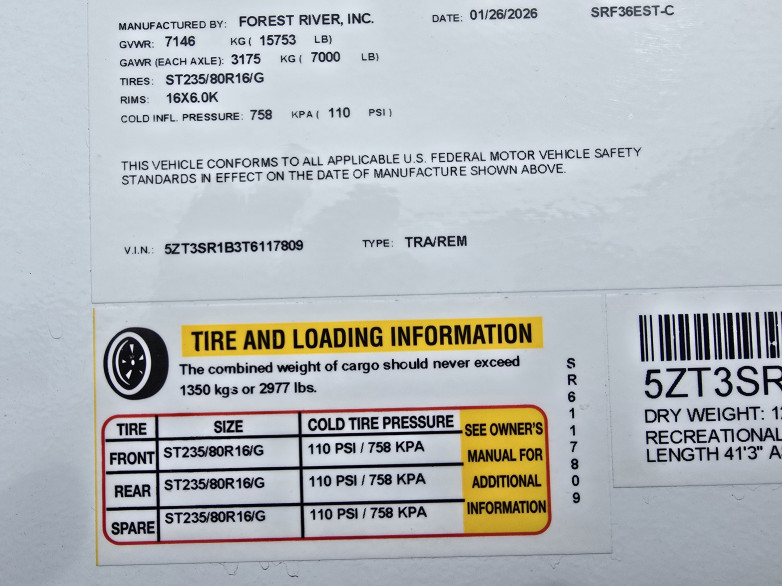 MANUFACTURED BY: FOREST RIVER, INC. DATE: 01/26/2026 SRF36EST-C
GVWR: 7146 KG ( 15753 LB)
GAWR (EACH AXLE): 3175 KG ( 7000 LB)
TIRES: ST235/80R16/G
RIMS: 16X6.0K
COLD INFL. PRESSURE: 758 KPA ( 110 PSI )
THIS VEHICLE CONFORMS TO ALL APPLICABLE U.S. FEDERAL MOTOR VEHICLE SAFETY
STANDARDS IN EFFECT ON THE DATE OF MANUFACTURE SHOWN ABOVE.
V.I.N.: 5ZT3SR1B3T6117809 TYPE: TRA/REM
TIRE AND LOADING INFORMATION
The combined weight of cargo should never exceed
1350 kgs or 2977 lbs.
TIRE SIZE COLD TIRE PRESSURE
FRONT ST235/80R16/G 110 PSI / 758 KPA
REAR ST235/80R16/G 110 PSI / 758 KPA
SPARE ST235/80R16/G 110 PSI / 758 KPA
SEE OWNER'S
MANUAL FOR
ADDITIONAL
INFORMATION
SR6117809
5ZT3SR
DRY WEIGHT:
RECREATIONAL
LENGTH 41'3"